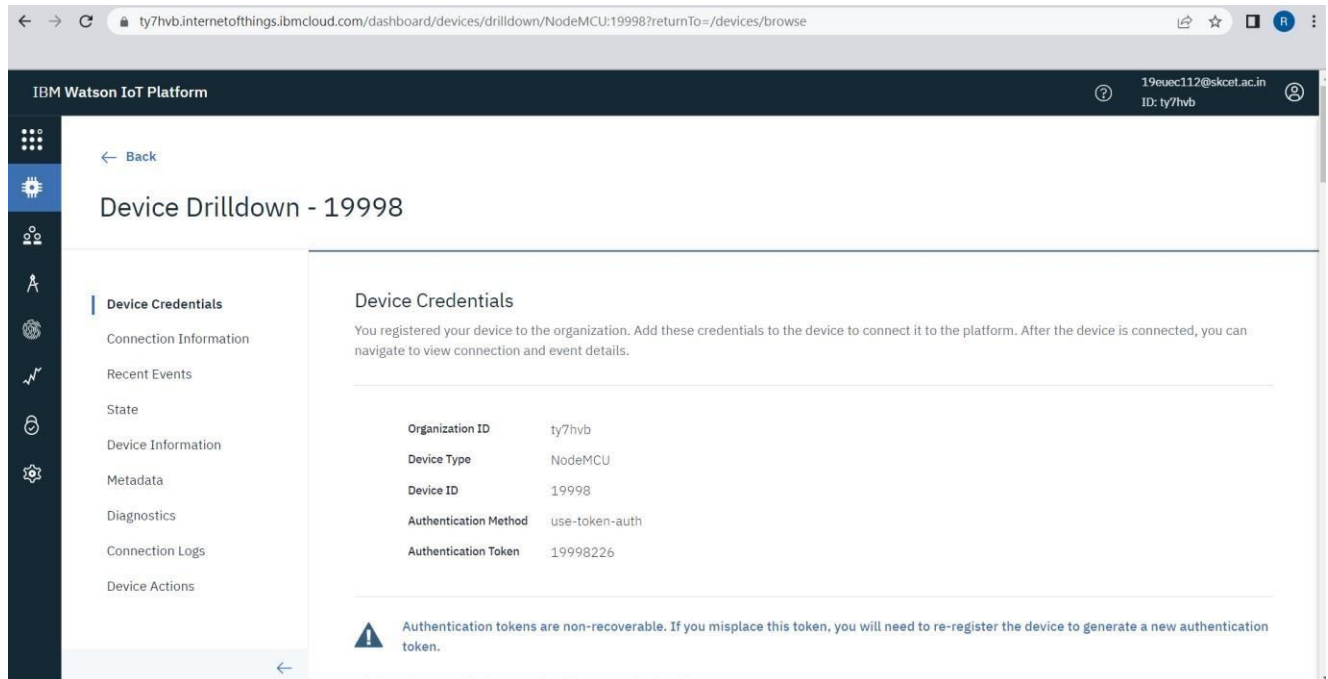 ty7hvb.internetofthings.ibmcloud.com/dashboard/devices/drilldown/NodeMCU:19998?returnTo=/devices/browse
R
IBM Watson IoT Platform
19euec112@skcet.ac.in
ID: ty7hvb
Back
Device Drilldown - 19998
Device Credentials
Connection Information
Recent Events
State
Device Information
Metadata
Diagnostics
Connection Logs
Device Actions
Device Credentials
You registered your device to the organization. Add these credentials to the device to connect it to the platform. After the device is connected, you can
navigate to view connection and event details.
Organization ID ty7hvb
Device Type NodeMCU
Device ID 19998
Authentication Method use-token-auth
Authentication Token 19998226
Authentication tokens are non-recoverable. If you misplace this token, you will need to re-register the device to generate a new authentication
token.